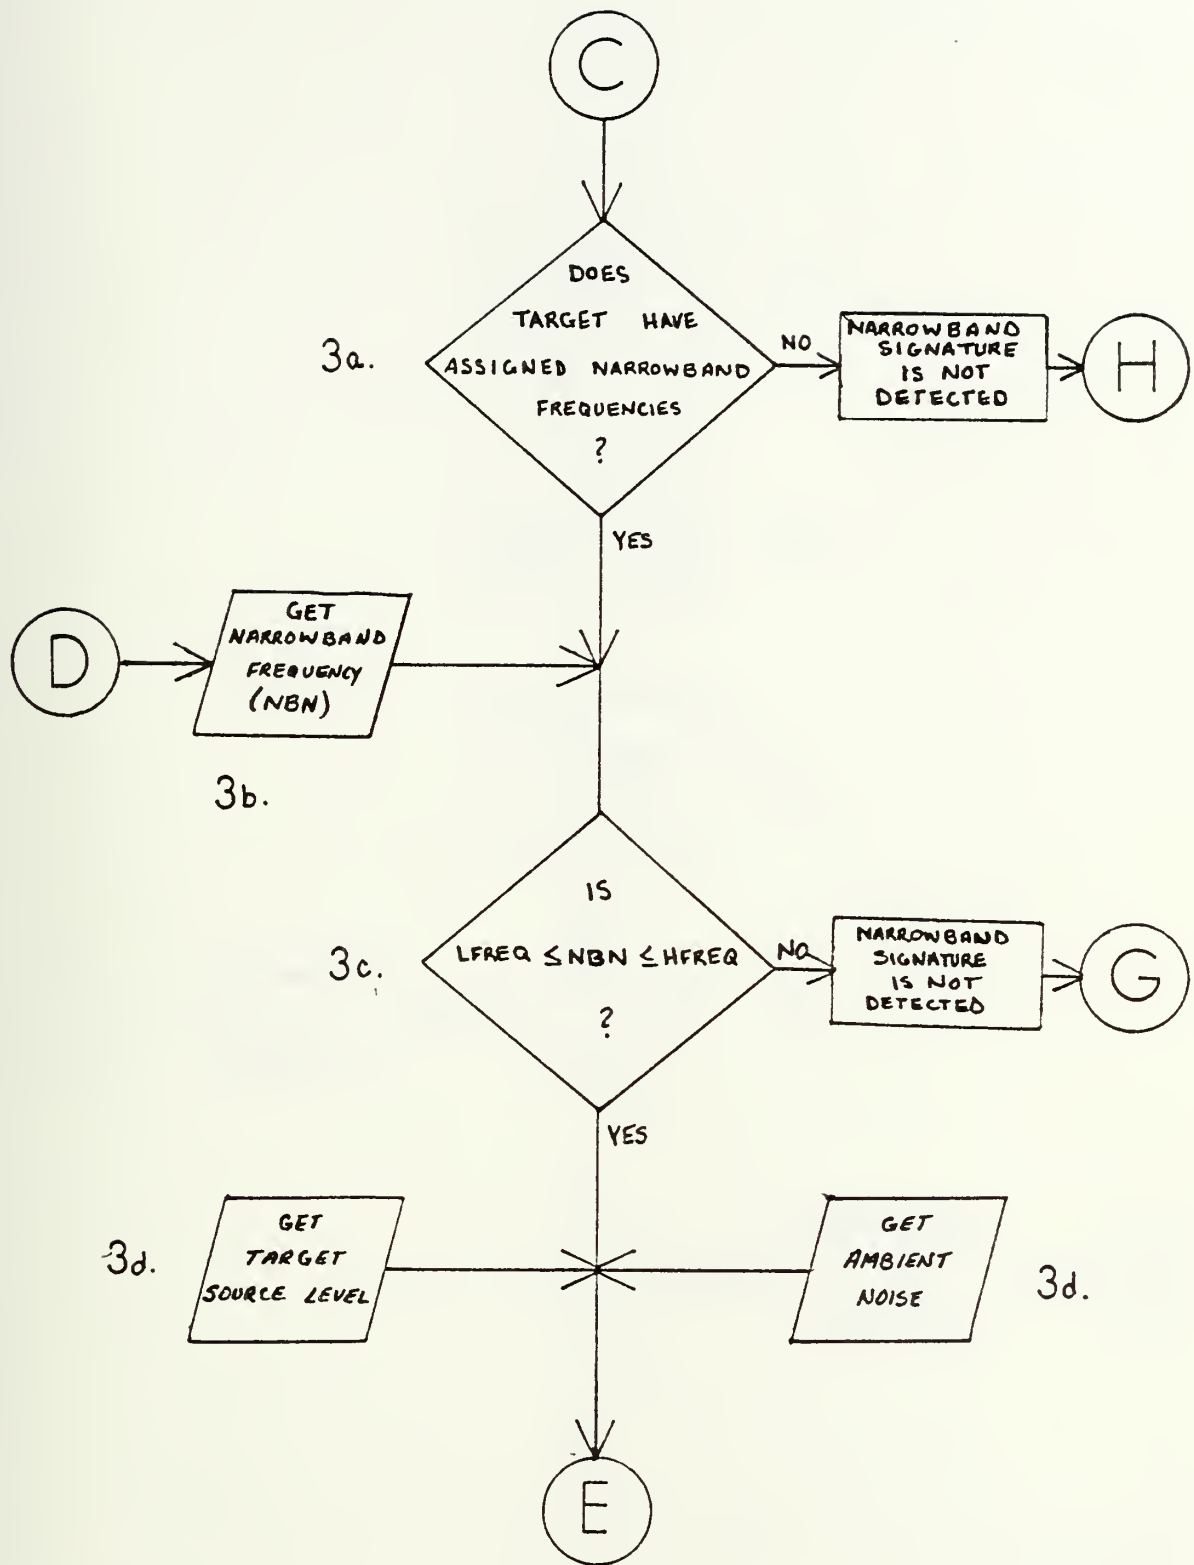 C
DOES
TARGET HAVE
ASSIGNED NARROWBAND
FREQUENCIES
?
3a.
NO
NARROWBAND
SIGNATURE
IS NOT
DETECTED
H
YES
D
GET
NARROWBAND
FREQUENCY
(NBN)
3b.
IS
LFREQ ≤ NBN ≤ HFREQ
?
3c.
NO
NARROWBAND
SIGNATURE
IS NOT
DETECTED
G
YES
3d.
GET
TARGET
SOURCE LEVEL
GET
AMBIENT
NOISE
3d.
E